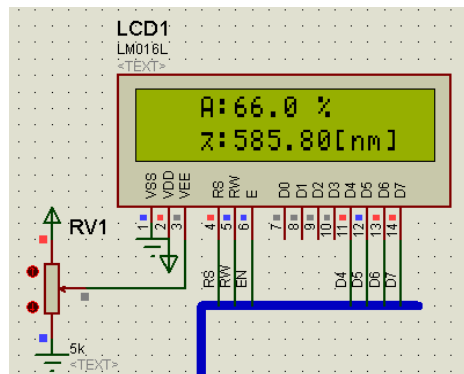 LCD1
LM016L
<TEXT>
A:66.0 %
ス:585.80[nm]
VSS
VDD
VEE
RS
RW
E
D0
D1
D2
D3
D4
D5
D6
D7
1
2
3
4
5
6
7
8
9
10
11
12
13
14
RV1
RS
RW
EN
D4
D5
D6
D7
5k
<TEXT>